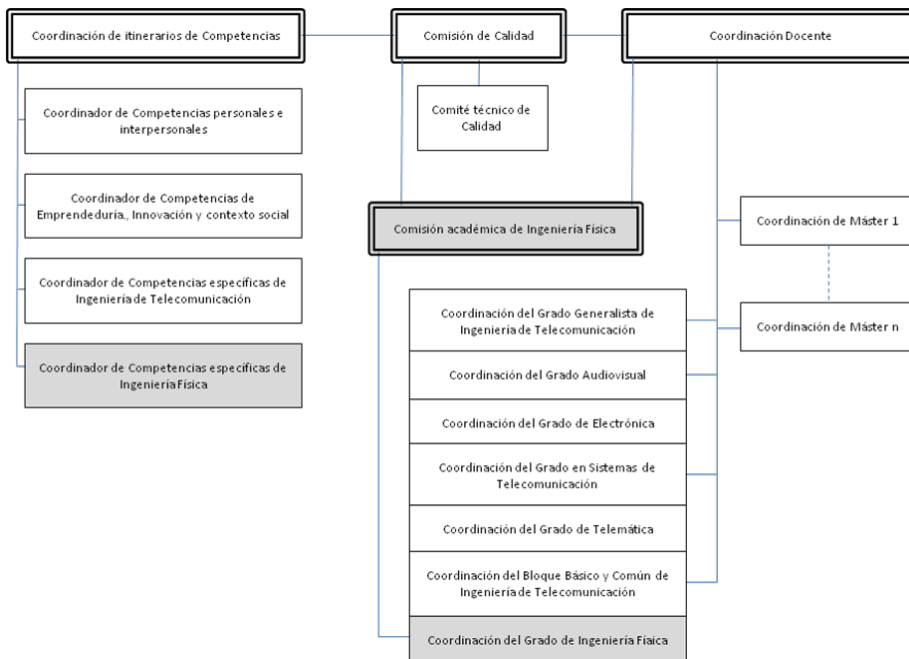 Coordinación de itinerarios de Competencias
Comisión de Calidad
Coordinación Docente
Coordinador de Competencias personales e
interpersonales
Comité técnico de
Calidad
Coordinador de Competencias de
Emprendeduría., Innovación y contexto social
Comisión académica de Ingeniería Física
Coordinación de Máster 1
Coordinador de Competencias específicas de
Ingeniería de Telecomunicación
Coordinación del Grado Generalista de
Ingeniería de Telecomunicación
Coordinación de Máster n
Coordinador de Competencias específicas de
Ingeniería Física
Coordinación del Grado Audiovisual
Coordinación del Grado de Electrónica
Coordinación del Grado en Sistemas de
Telecomunicación
Coordinación del Grado de Telemática
Coordinación del Bloque Básico y Común de
Ingeniería de Telecomunicación
Coordinación del Grado de Ingeniería Fíaica